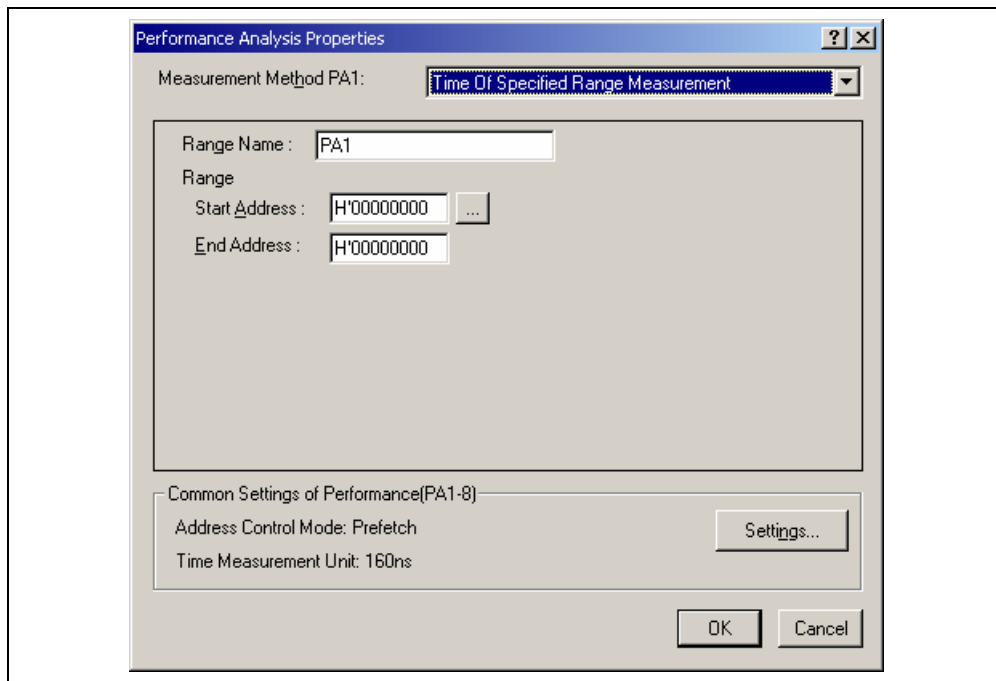 Performance Analysis Properties
Measurement Method PA1: Time Of Specified Range Measurement
Range Name : PA1
Range
Start Address : H'00000000 ...
End Address : H'00000000
Common Settings of Performance(PA1-8)
Address Control Mode: Prefetch
Settings...
Time Measurement Unit: 160ns
OK Cancel